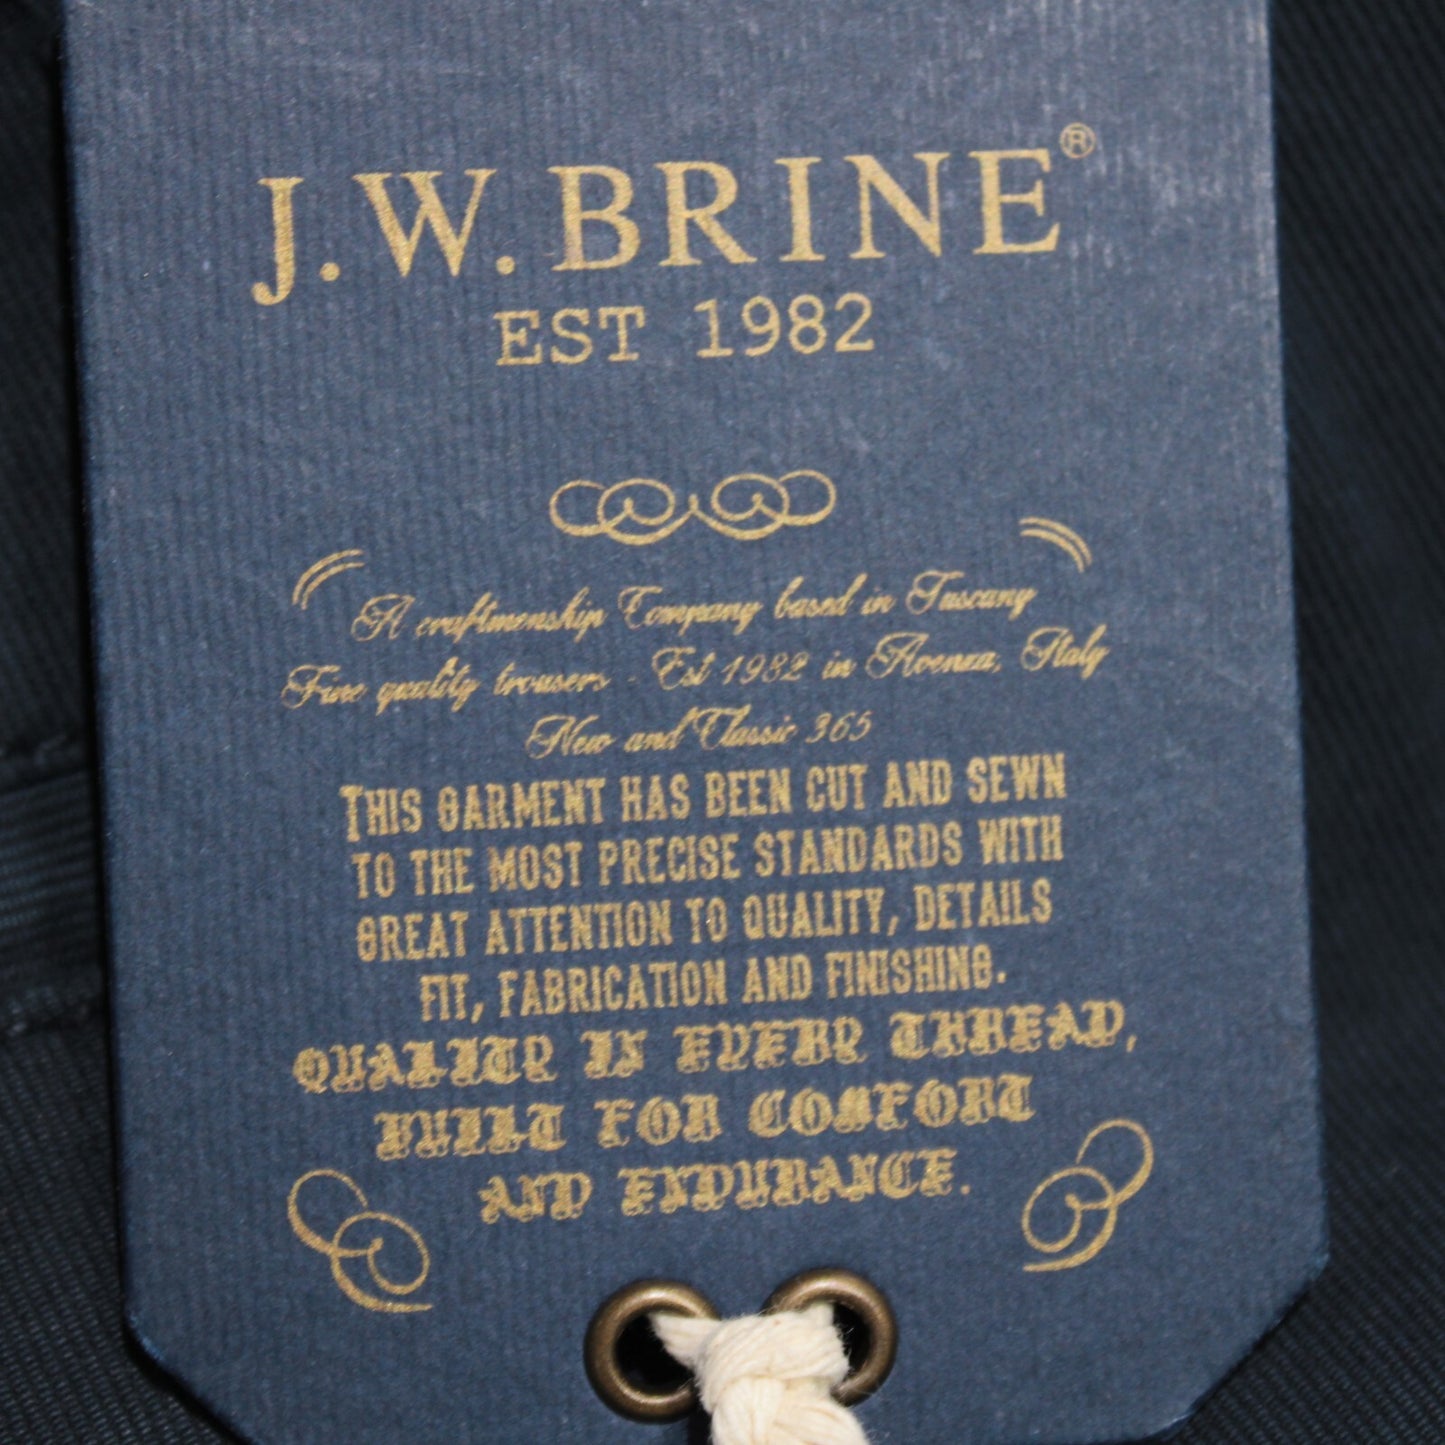 J.W. BRINE®
EST 1982
A craftmenship Company based in Tuscany
Fine quality trousers - Est 1982 in Avenza, Italy
New and Classic 365
THIS GARMENT HAS BEEN CUT AND SEWN
TO THE MOST PRECISE STANDARDS WITH
GREAT ATTENTION TO QUALITY, DETAILS
FIT, FABRICATION AND FINISHING.
QUALITY IS EVERY THREAD,
BUILT FOR COMFORT
AND ENDURANCE.